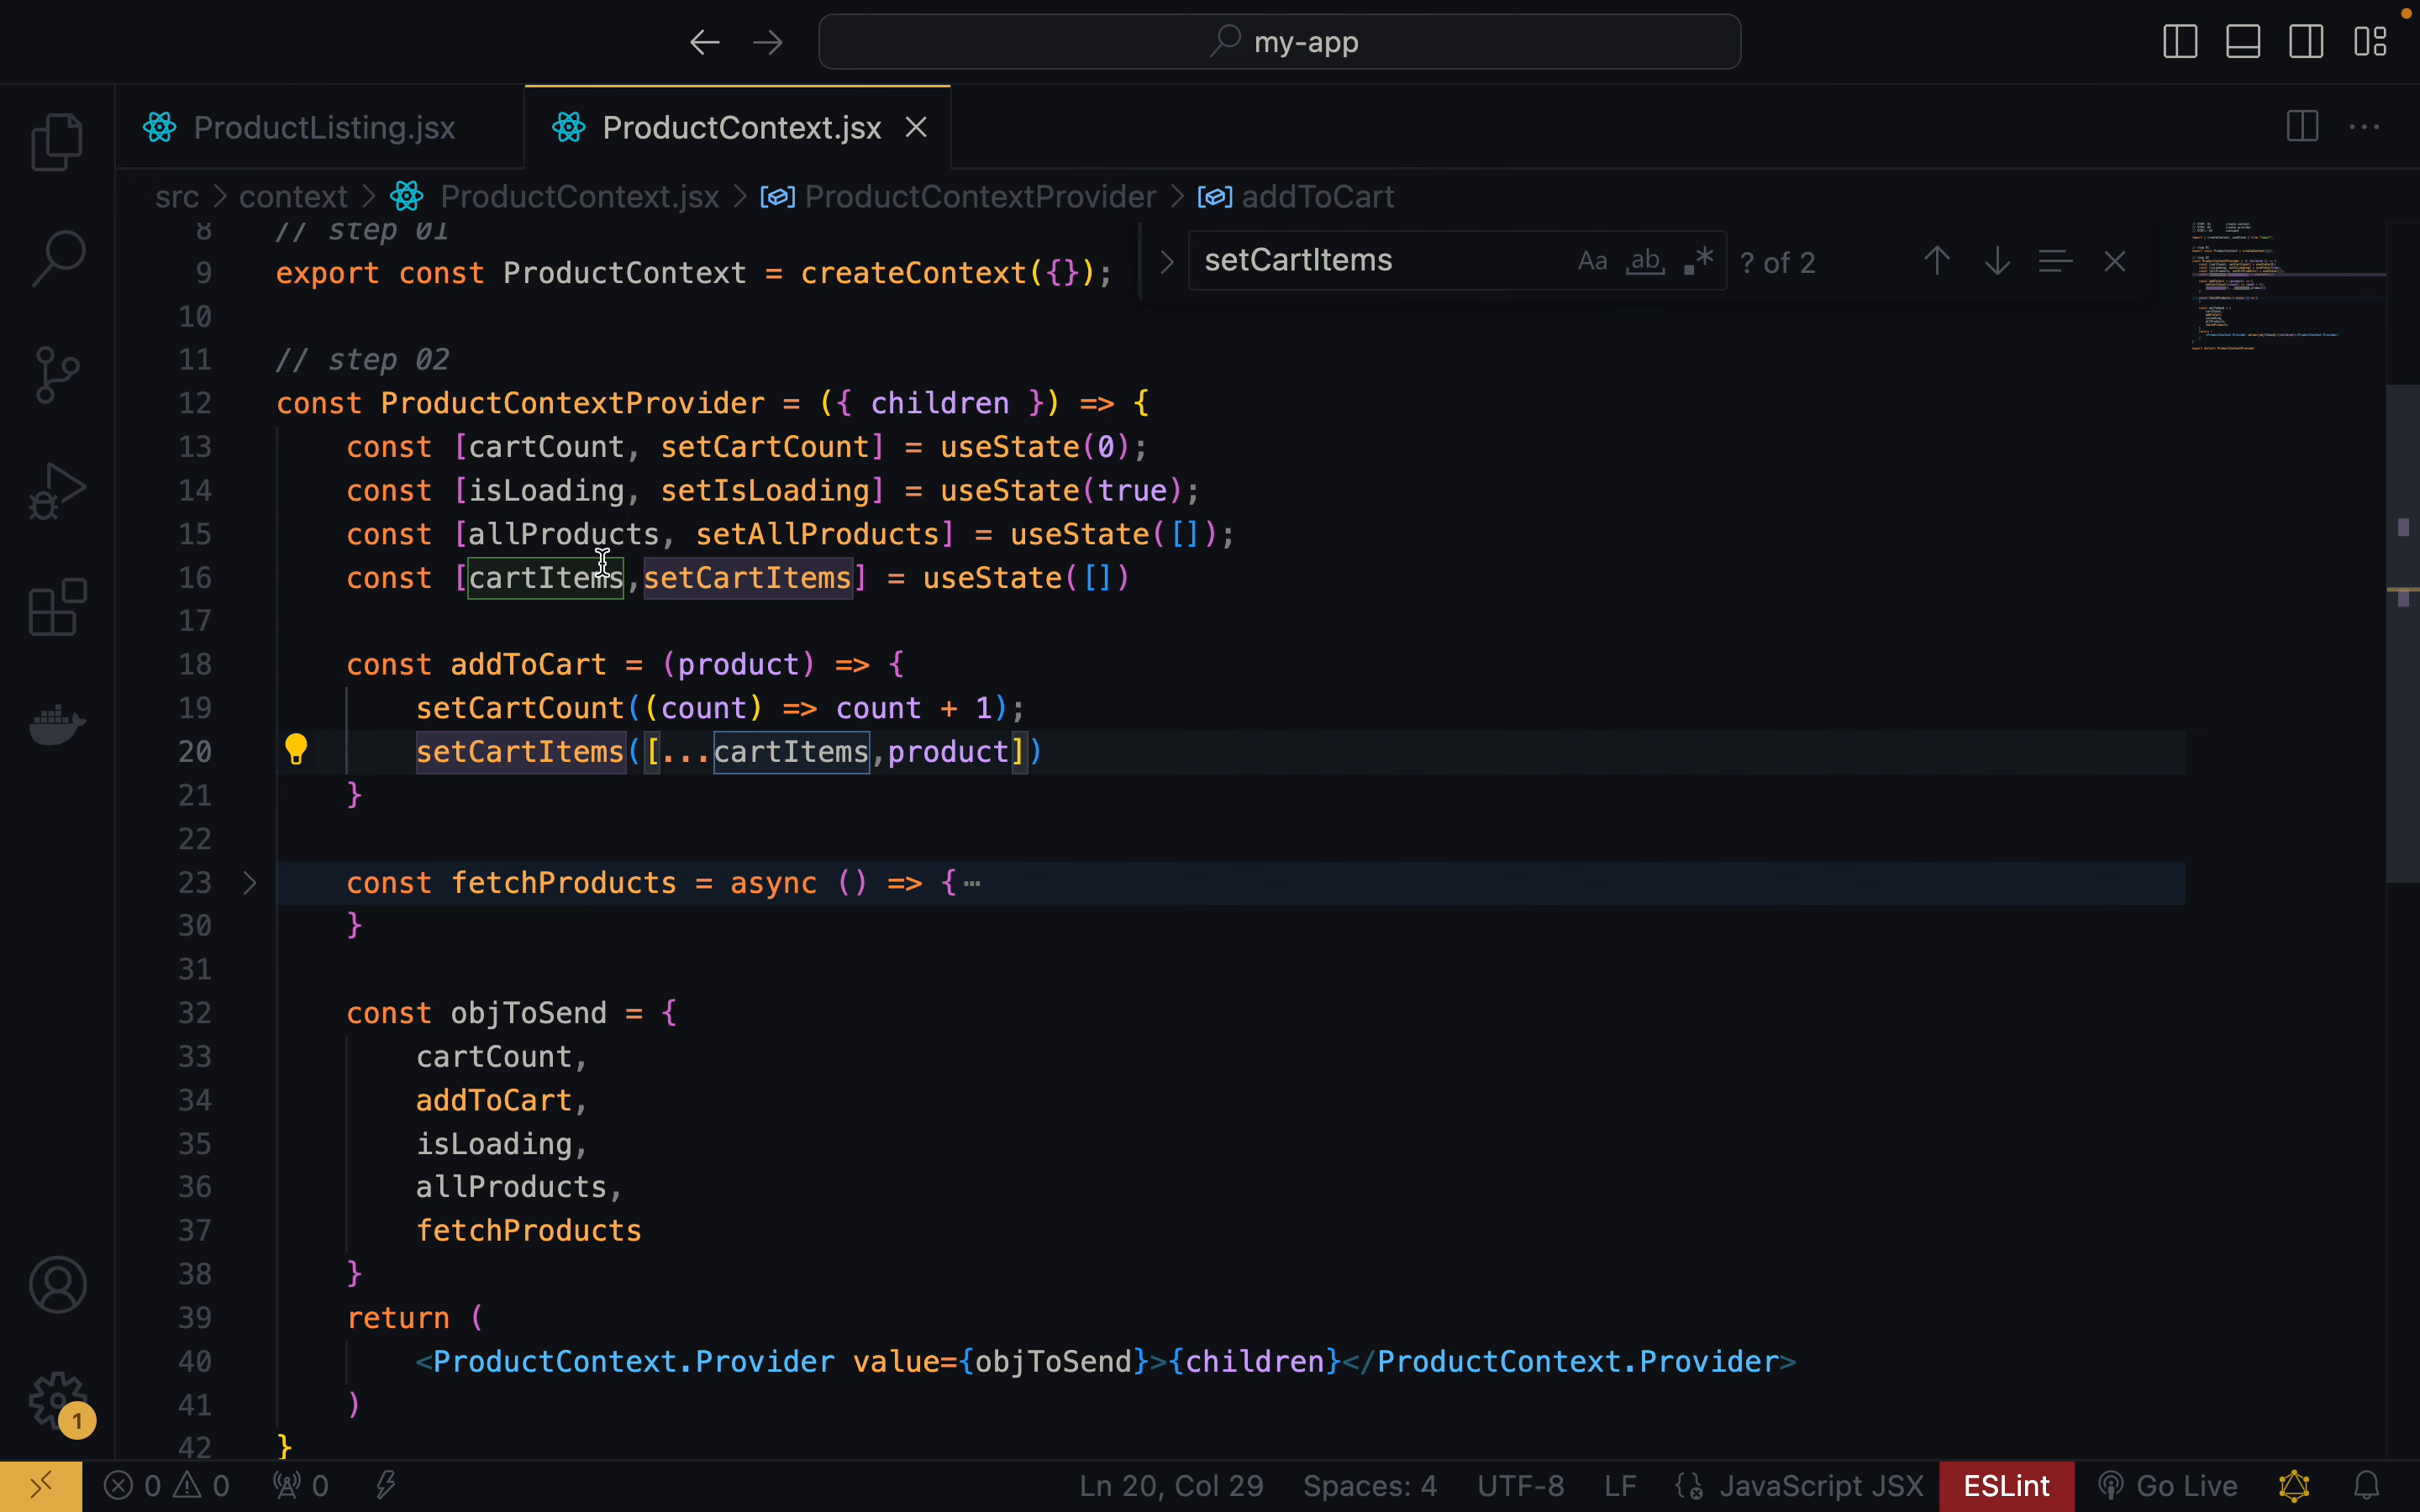 my-app
ProductListing.jsx
ProductContext.jsx
src > context > ProductContext.jsx > ProductContextProvider > addToCart
setCartItems
Aa ab .* ? of 2
8 // step 01
9 export const ProductContext = createContext({});
10
11 // step 02
12 const ProductContextProvider = ({ children }) => {
13 const [cartCount, setCartCount] = useState(0);
14 const [isLoading, setIsLoading] = useState(true);
15 const [allProducts, setAllProducts] = useState([]);
16 const [cartItems,setCartItems] = useState([])
17
18 const addToCart = (product) => {
19 setCartCount((count) => count + 1);
20 setCartItems([...cartItems,product])
21 }
22
23 const fetchProducts = async () => {⋯
30 }
31
32 const objToSend = {
33 cartCount,
34 addToCart,
35 isLoading,
36 allProducts,
37 fetchProducts
38 }
39 return (
40 <ProductContext.Provider value={objToSend}>{children}</ProductContext.Provider>
41 )
42 }
1
0 0 0 Ln 20, Col 29 Spaces: 4 UTF-8 LF JavaScript JSX ESLint Go Live